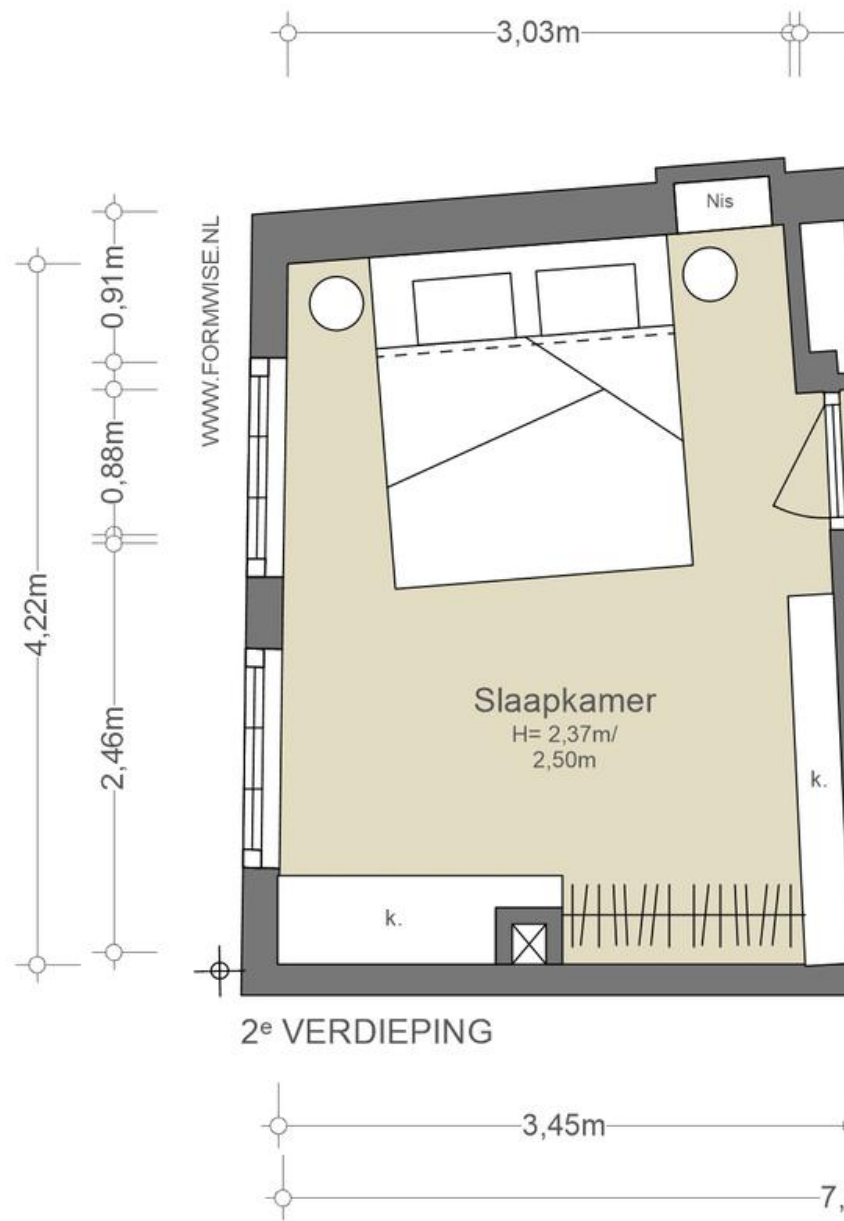 3,03m
Nis
WWW.FORMWISE.NL
0,91m
0,88m
4,22m
2,46m
Slaapkamer
H= 2,37m/
2,50m
k.
k.
2e VERDIEPING
3,45m
7,